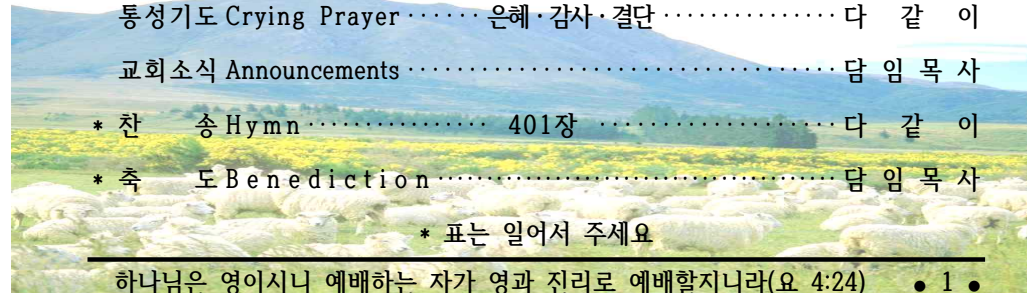 통성기도 Crying Prayer ······ 은혜·감사·결단 ··············· 다 같 이
교회소식 Announcements ··································· 담 임 목 사
* 찬 송 Hymn ················ 401장 ···················· 다 같 이
* 축 도 Benediction ··································· 담 임 목 사
* 표는 일어서 주세요
하나님은 영이시니 예배하는 자가 영과 진리로 예배할지니라(요 4:24) ● 1 ●